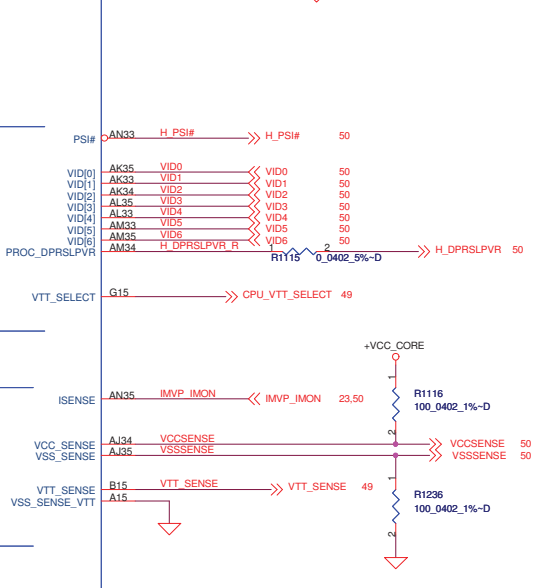 PSI# AN33 H_PSI# H_PSI# 50
VID[0] AK35 VID0 VID0 50
VID[1] AK33 VID1 VID1 50
VID[2] AK34 VID2 VID2 50
VID[3] AL35 VID3 VID3 50
VID[4] AL33 VID4 VID4 50
VID[5] AM33 VID5 VID5 50
VID[6] AM35 VID6 VID6 50
PROC_DPRSLPVR AM34 H_DPRSLPVR_R 1 2 H_DPRSLPVR 50
R1115 0_0402_5%~D
VTT_SELECT G15 CPU_VTT_SELECT 49
+VCC_CORE
ISENSE AN35 IMVP_IMON IMVP_IMON 23,50
1
R1116
100_0402_1%~D
2
VCC_SENSE AJ34 VCCSENSE VCCSENSE 50
VSS_SENSE AJ35 VSSSENSE VSSSENSE 50
VTT_SENSE B15 VTT_SENSE VTT_SENSE 49
VSS_SENSE_VTT A15
1
R1236
100_0402_1%~D
2